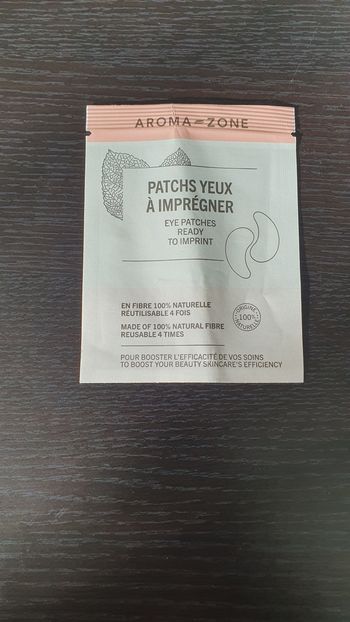 AROMA-ZONE
PATCHS YEUX
À IMPRÉGNER
EYE PATCHES
READY
TO IMPRINT
EN FIBRE 100% NATURELLE
RÉUTILISABLE 4 FOIS
MADE OF 100% NATURAL FIBRE
REUSABLE 4 TIMES
ORIGINE
100%
NATURELLE
POUR BOOSTER L'EFFICACITÉ DE VOS SOINS
TO BOOST YOUR BEAUTY SKINCARE'S EFFICIENCY